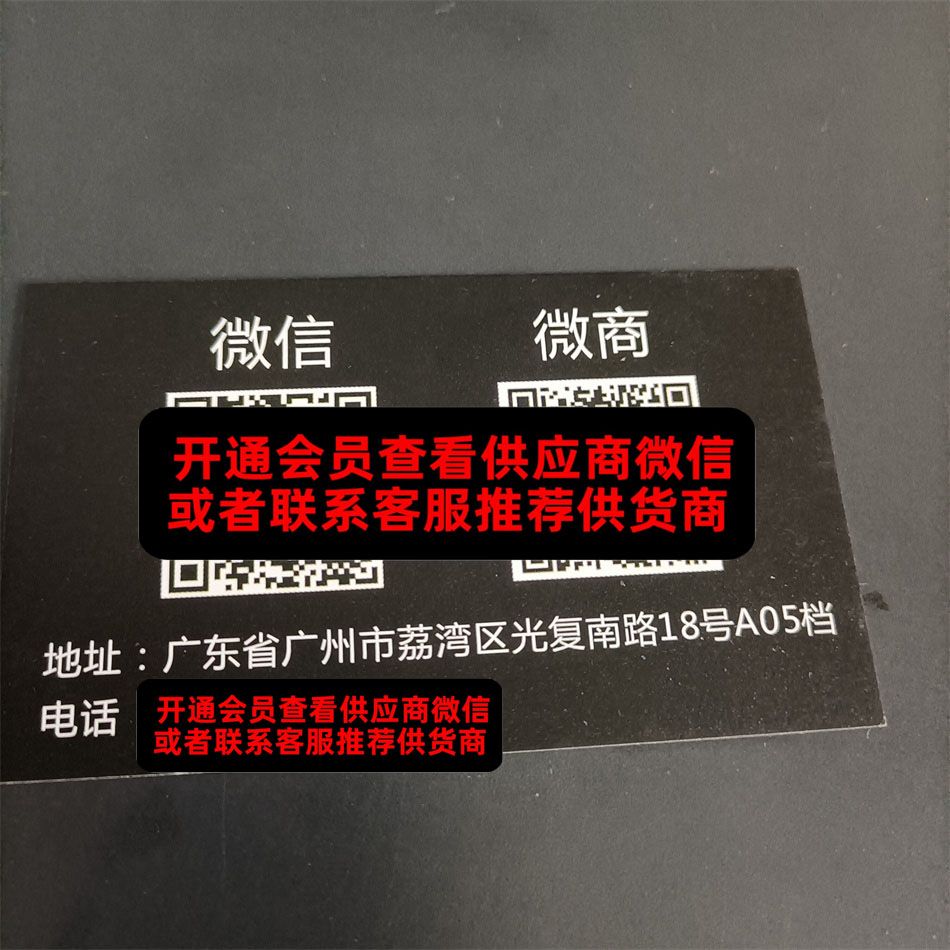 微信
微商
开通会员查看供应商微信
或者联系客服推荐供货商
地址：广东省广州市荔湾区光复南路18号A05档
电话
开通会员查看供应商微信
或者联系客服推荐供货商